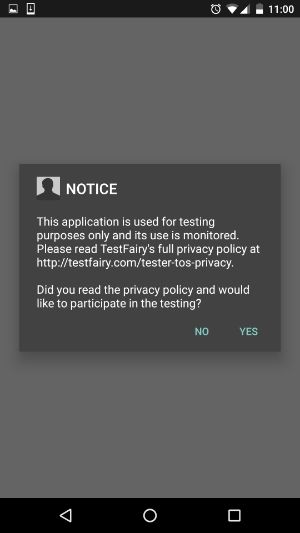 11:00
NOTICE
This application is used for testing
purposes only and its use is monitored.
Please read TestFairy's full privacy policy at
http://testfairy.com/tester-tos-privacy.
Did you read the privacy policy and would
like to participate in the testing?
NO YES